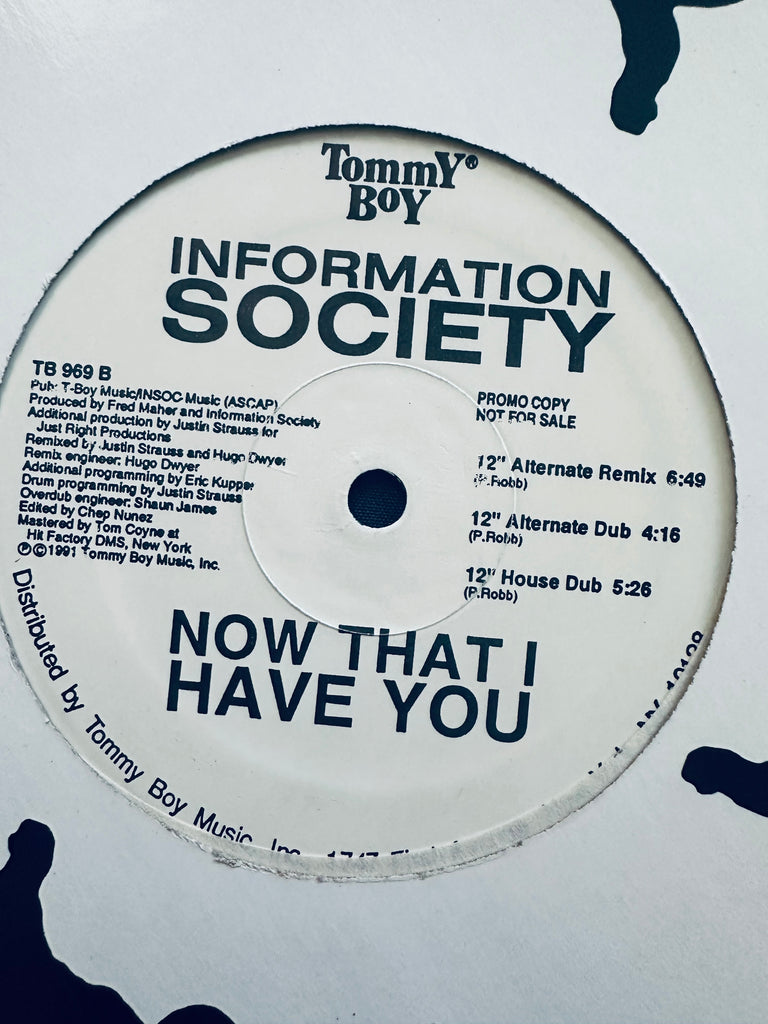 Tommy®
Boy
INFORMATION
SOCIETY
TB 969 B
Pub: T-Boy Music/INSOC Music (ASCAP)
Produced by Fred Maher and Information Society
Additional production by Justin Strauss for
Just Right Productions
Remixed by Justin Strauss and Hugo Dwyer
Remix engineer: Hugo Dwyer
Additional programming by Eric Kupper
Drum programming by Justin Strauss
Overdub engineer: Shaun James
Edited by Chep Nunez
Mastered by Tom Coyne at
Hit Factory DMS, New York
℗©1991 Tommy Boy Music, Inc.
PROMO COPY
NOT FOR SALE
12" Alternate Remix 6:49
(P.Robb)
12" Alternate Dub 4:16
(P.Robb)
12" House Dub 5:26
(P.Robb)
NOW THAT I
HAVE YOU
Distributed by Tommy Boy Music, Inc. 1747